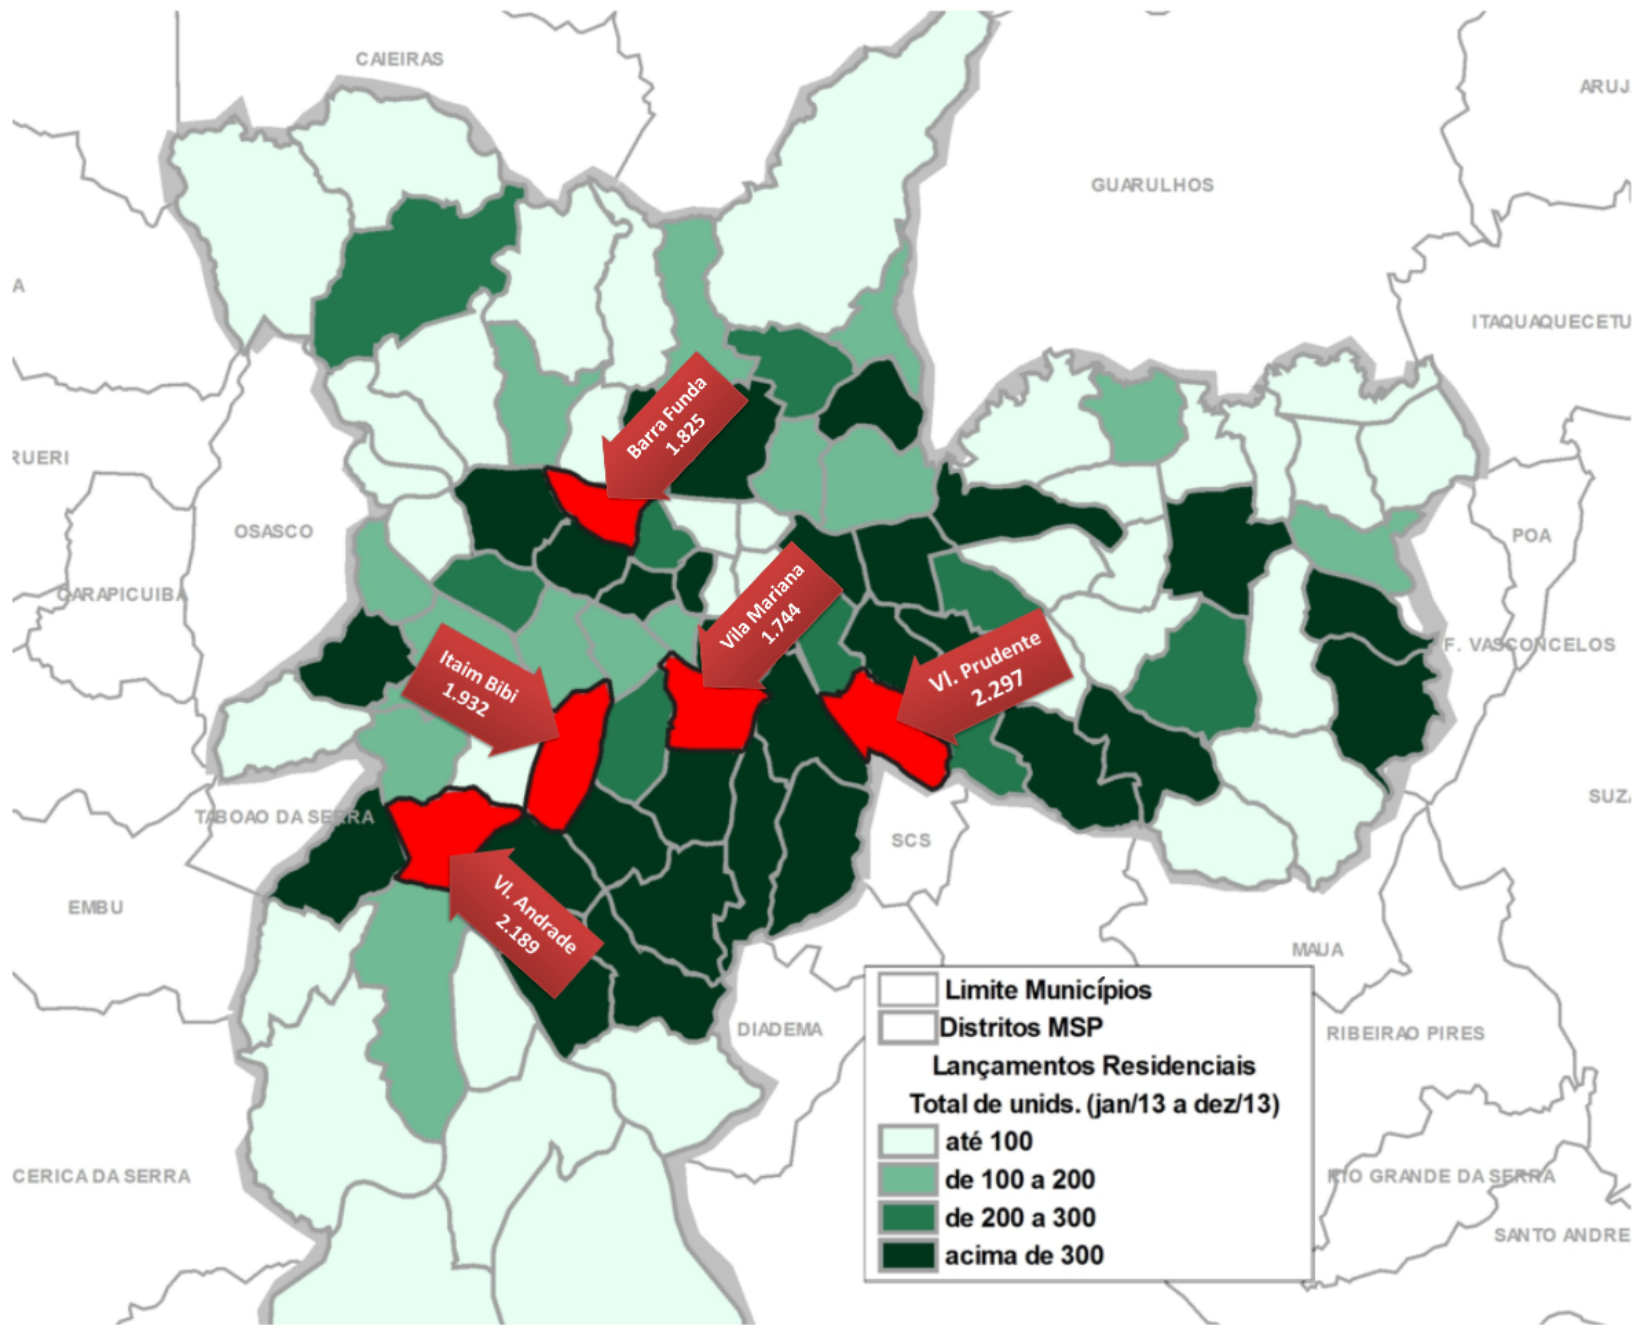 CAIEIRAS
ARUJ
GUARULHOS
A
ITAQUAQUECETU
Barra Funda
1.825
RUERI
OSASCO
POA
CARAPICUIBA
Vila Mariana
1.744
Itaim Bibi
1.932
Vl. Prudente
2.297
F. VASCONCELOS
SUZ
TABOAO DA SERRA
SCS
EMBU
Vl. Andrade
2.189
MAUA
DIADEMA
RIBEIRAO PIRES
Limite Municípios
Distritos MSP
Lançamentos Residenciais
Total de unids. (jan/13 a dez/13)
até 100
de 100 a 200
de 200 a 300
acima de 300
CERICA DA SERRA
RIO GRANDE DA SERRA
SANTO ANDRE